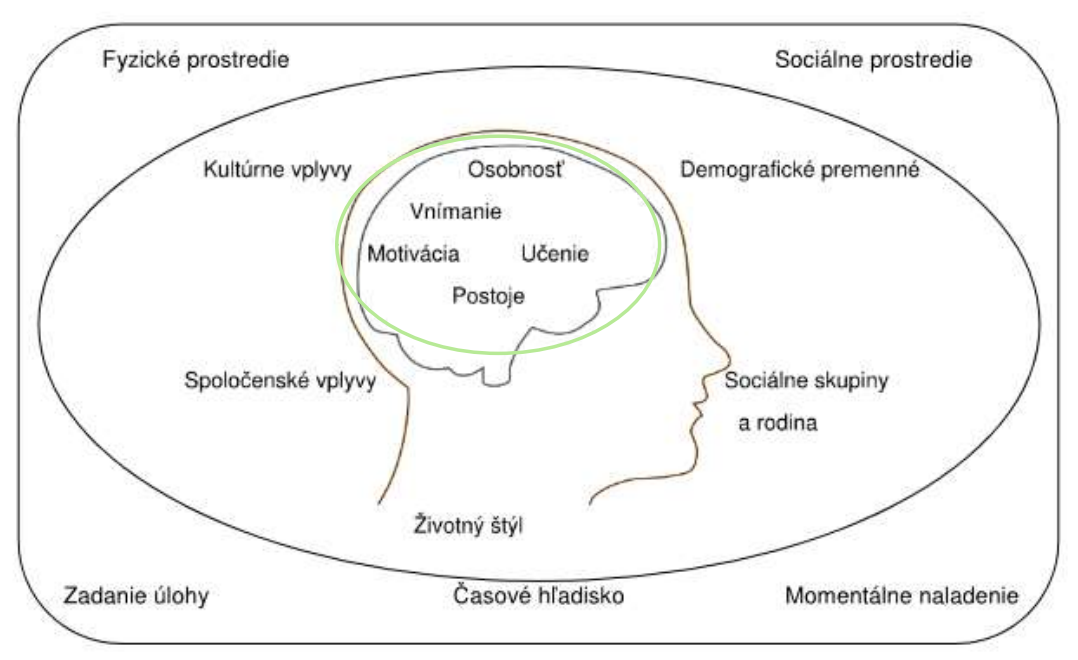 Fyzické prostredie
Sociálne prostredie
Kultúrne vplyvy
Osobnosť
Demografické premenné
Vnímanie
Motivácia
Učenie
Postoje
Spoločenské vplyvy
Sociálne skupiny
a rodina
Životný štýl
Zadanie úlohy
Časové hľadisko
Momentálne naladenie